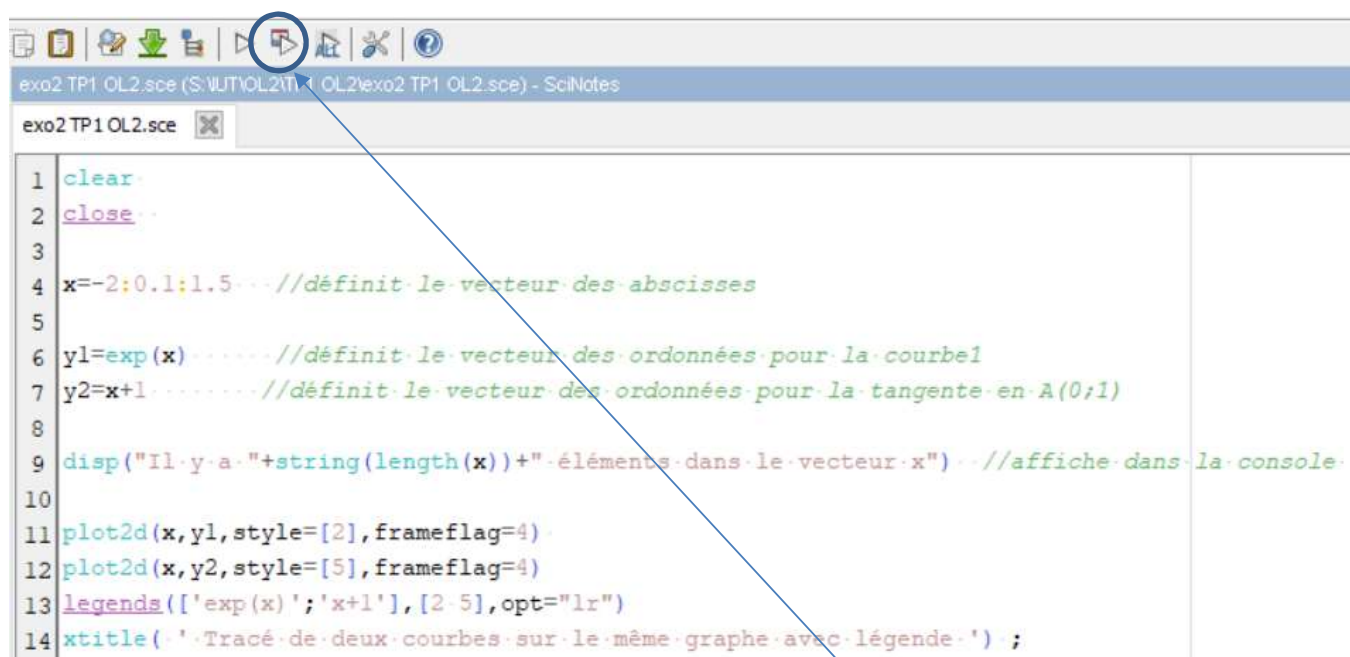 exo2 TP1 OL2.sce (S:\IUT\OL2\TP1 OL2\exo2 TP1 OL2.sce) - SciNotes
exo2 TP1 OL2.sce
1 clear
2 close
3
4 x=-2:0.1:1.5 //définit le vecteur des abscisses
5
6 y1=exp(x) //définit le vecteur des ordonnées pour la courbe1
7 y2=x+1 //définit le vecteur des ordonnées pour la tangente en A(0;1)
8
9 disp("Il y a "+string(length(x))+" éléments dans le vecteur x") //affiche dans la console
10
11 plot2d(x,y1,style=[2],frameflag=4)
12 plot2d(x,y2,style=[5],frameflag=4)
13 legends(['exp(x)';'x+1'],[2 5],opt="lr")
14 xtitle( ' Tracé de deux courbes sur le même graphe avec légende ') ;